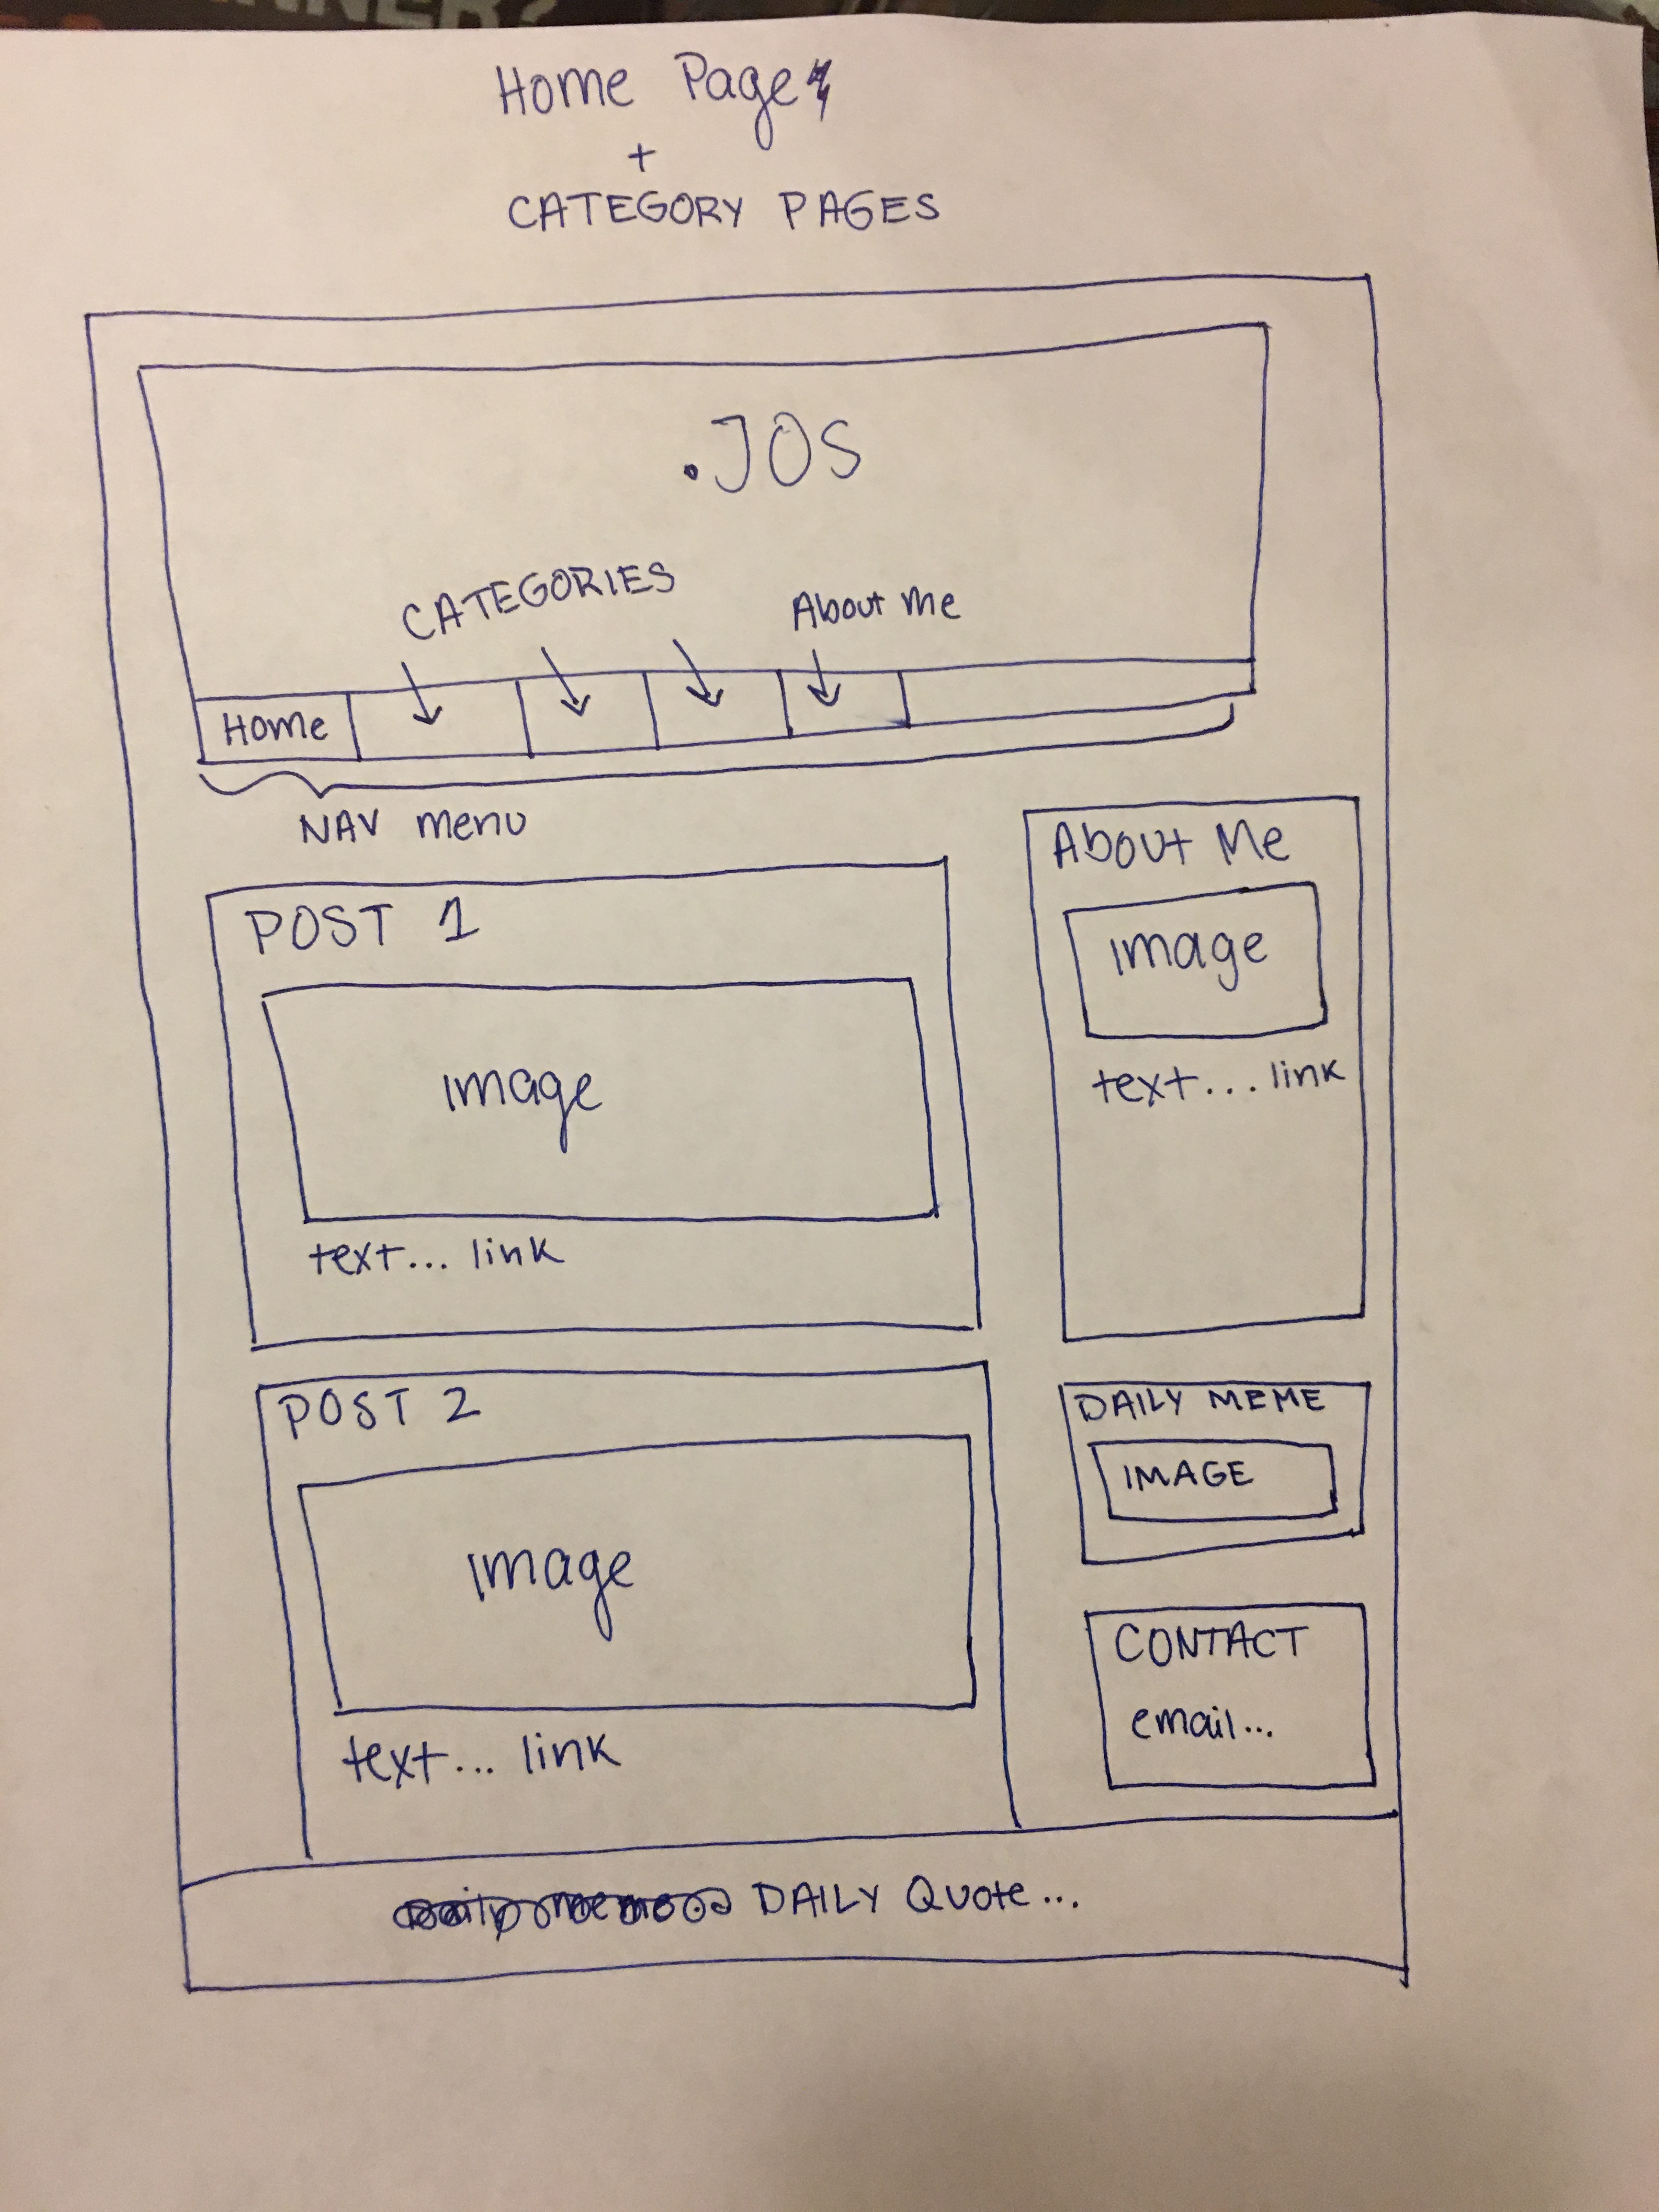 NNER?
Home Page
+
CATEGORY PAGES
.JOS
CATEGORIES
About Me
Home
NAV menu
About Me
image
text... link
POST 1
image
text... link
POST 2
image
text... link
DAILY MEME
IMAGE
CONTACT
email...
DAILY Quote...